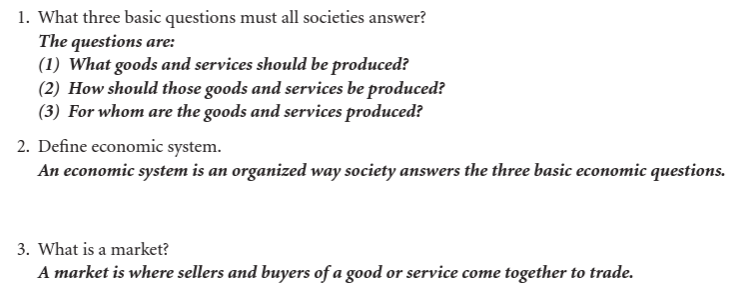 1. What three basic questions must all societies answer?
The questions are:
(1) What goods and services should be produced?
(2) How should those goods and services be produced?
(3) For whom are the goods and services produced?
2. Define economic system.
An economic system is an organized way society answers the three basic economic questions.
3. What is a market?
A market is where sellers and buyers of a good or service come together to trade.